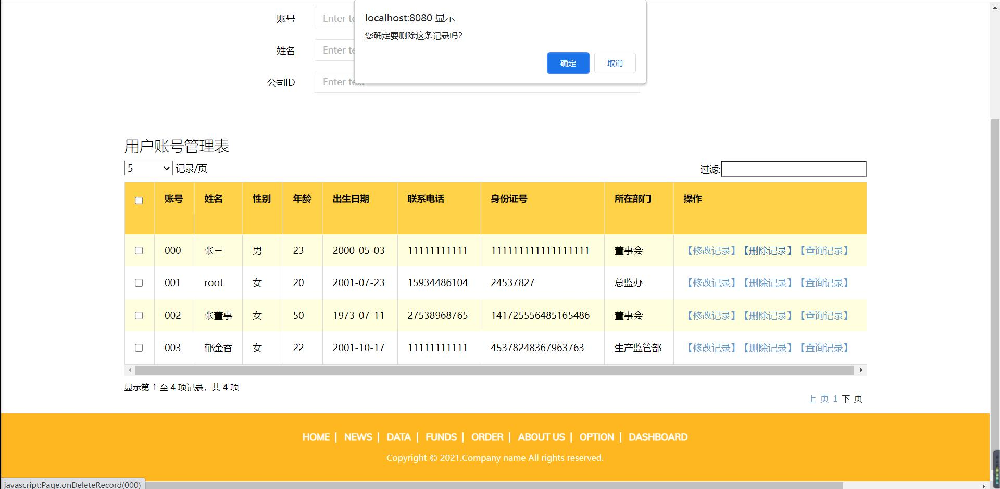 账号 Enter te
localhost:8080 显示
您确定要删除这条记录吗？
确定 取消
姓名 Enter te
公司ID Enter text
用户账号管理表
5 记录/页 过滤:
账号 姓名 性别 年龄 出生日期 联系电话 身份证号 所在部门 操作
000 张三 男 23 2000-05-03 11111111111 111111111111111111 董事会 【修改记录】【删除记录】【查询记录】
001 root 女 20 2001-07-23 15934486104 24537827 总监办 【修改记录】【删除记录】【查询记录】
002 张董事 女 50 1973-07-11 27538968765 141725556485165486 董事会 【修改记录】【删除记录】【查询记录】
003 郁金香 女 22 2001-10-17 11111111111 45378248367963763 生产监管部 【修改记录】【删除记录】【查询记录】
显示第 1 至 4 项记录，共 4 项
上 页 1 下 页
HOME | NEWS | DATA | FUNDS | ORDER | ABOUT US | OPTION | DASHBOARD
Copyright © 2021.Company name All rights reserved.
javascript:Page.onDeleteRecord(000)